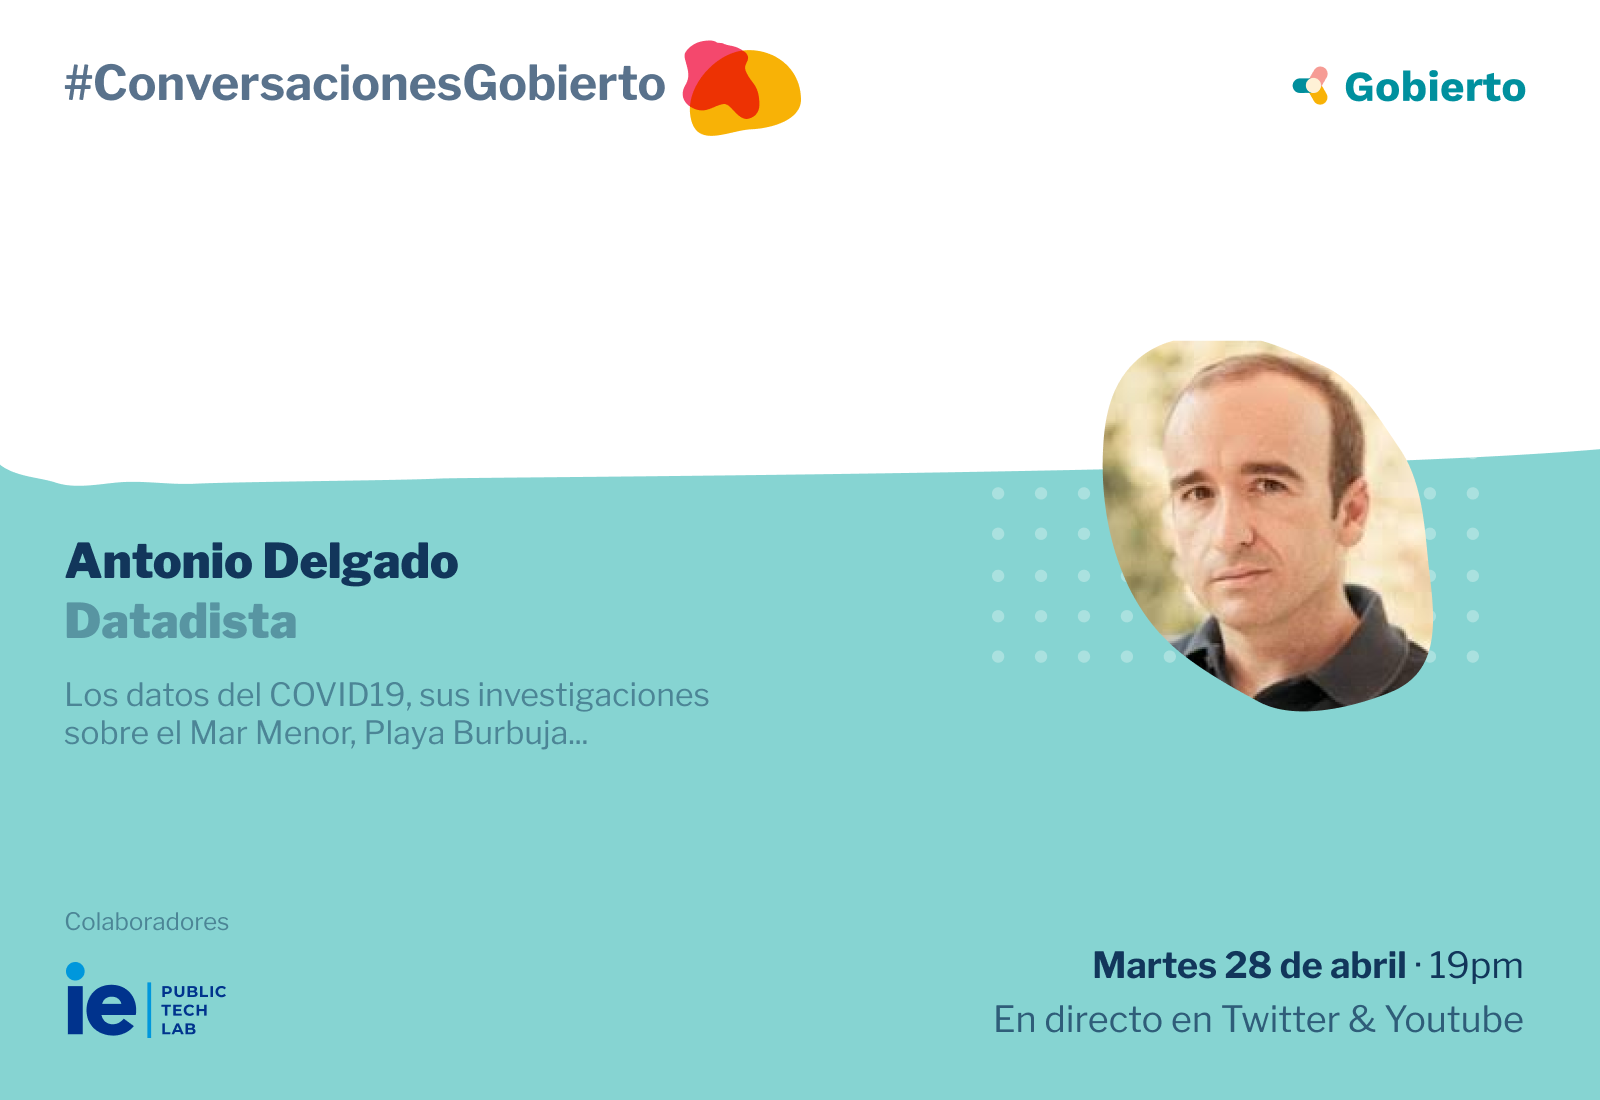 #ConversacionesGobierto
Gobierto
Antonio Delgado
Datadista
Los datos del COVID19, sus investigaciones
sobre el Mar Menor, Playa Burbuja...
Colaboradores
ie
PUBLIC
TECH
LAB
Martes 28 de abril · 19pm
En directo en Twitter & Youtube